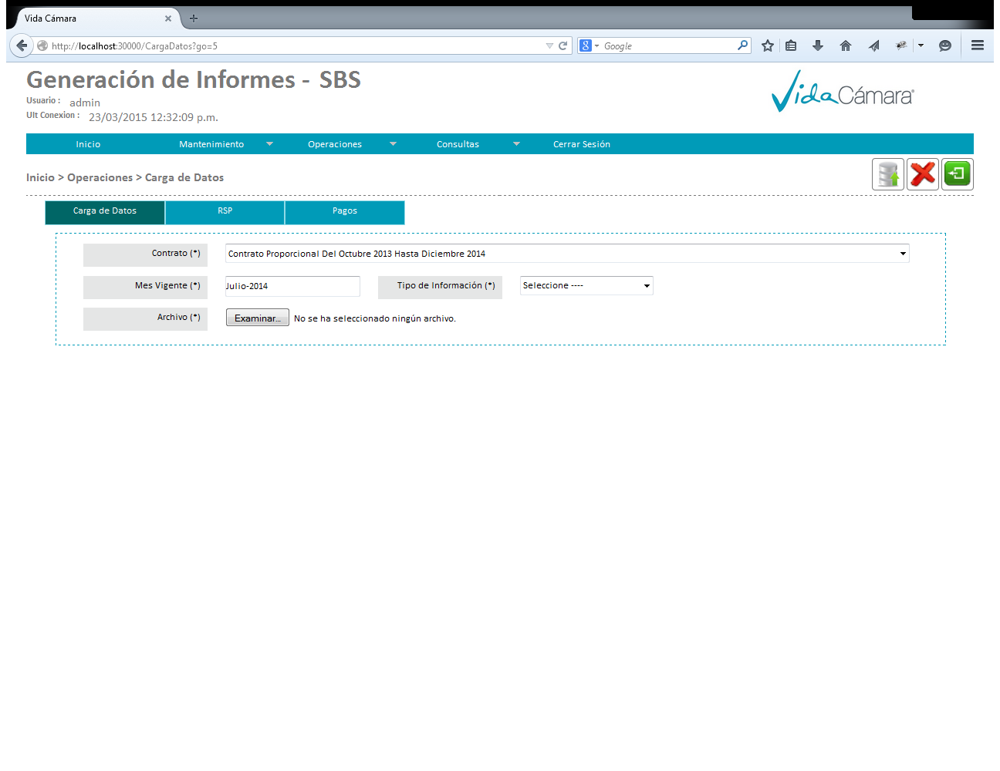 Vida Cámara
http://localhost:30000/CargaDatos?go=5
Google
Generación de Informes - SBS
Usuario : admin
Ult Conexion : 23/03/2015 12:32:09 p.m.
Vida Cámara
Inicio Mantenimiento Operaciones Consultas Cerrar Sesión
Inicio > Operaciones > Carga de Datos
Carga de Datos RSP Pagos
Contrato (*) Contrato Proporcional Del Octubre 2013 Hasta Diciembre 2014
Mes Vigente (*) Julio-2014 Tipo de Información (*) Seleccione ----
Archivo (*) Examinar... No se ha seleccionado ningún archivo.